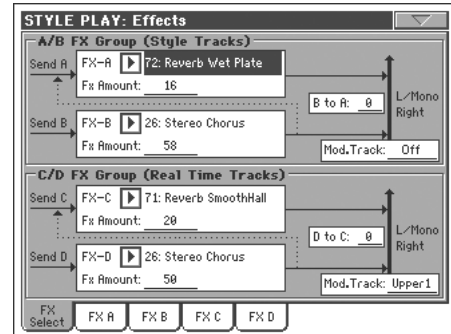 STYLE PLAY: Effects
A/B FX Group (Style Tracks)
Send A
FX-A 72: Reverb Wet Plate
Fx Amount: 16
B to A: 0
L/Mono
Right
Send B
FX-B 26: Stereo Chorus
Fx Amount: 58
Mod.Track: Off
C/D FX Group (Real Time Tracks)
Send C
FX-C 71: Reverb SmoothHall
Fx Amount: 20
D to C: 0
L/Mono
Right
Send D
FX-D 26: Stereo Chorus
Fx Amount: 50
Mod.Track: Upper1
FX
Select
FX A
FX B
FX C
FX D